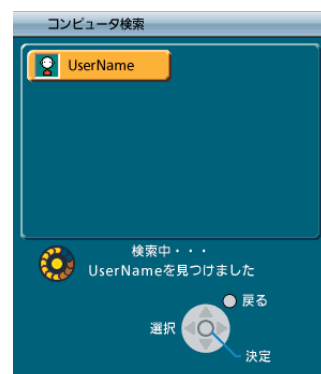 コンピュータ検索
UserName
検索中・・・
UserNameを見つけました
戻る
選択
決定